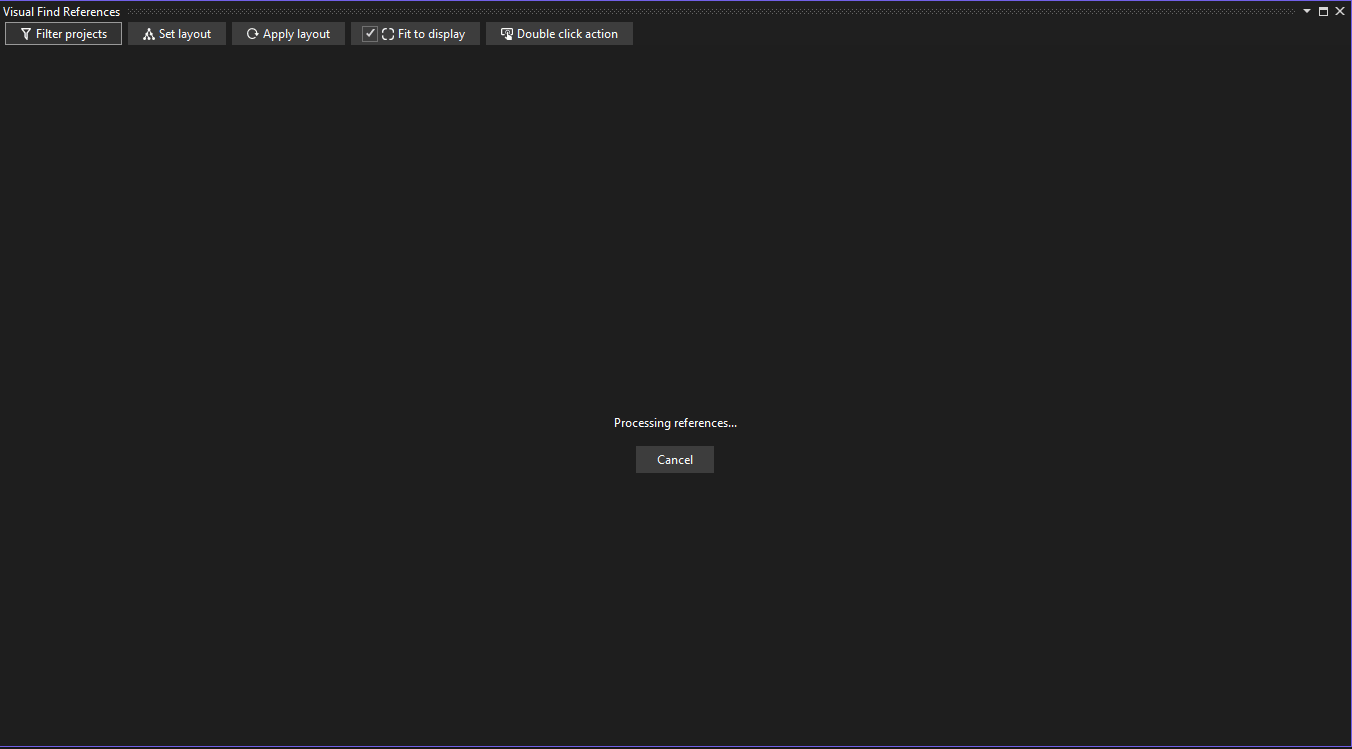 Visual Find References
Filter projects Set layout Apply layout Fit to display Double click action
Processing references...
Cancel